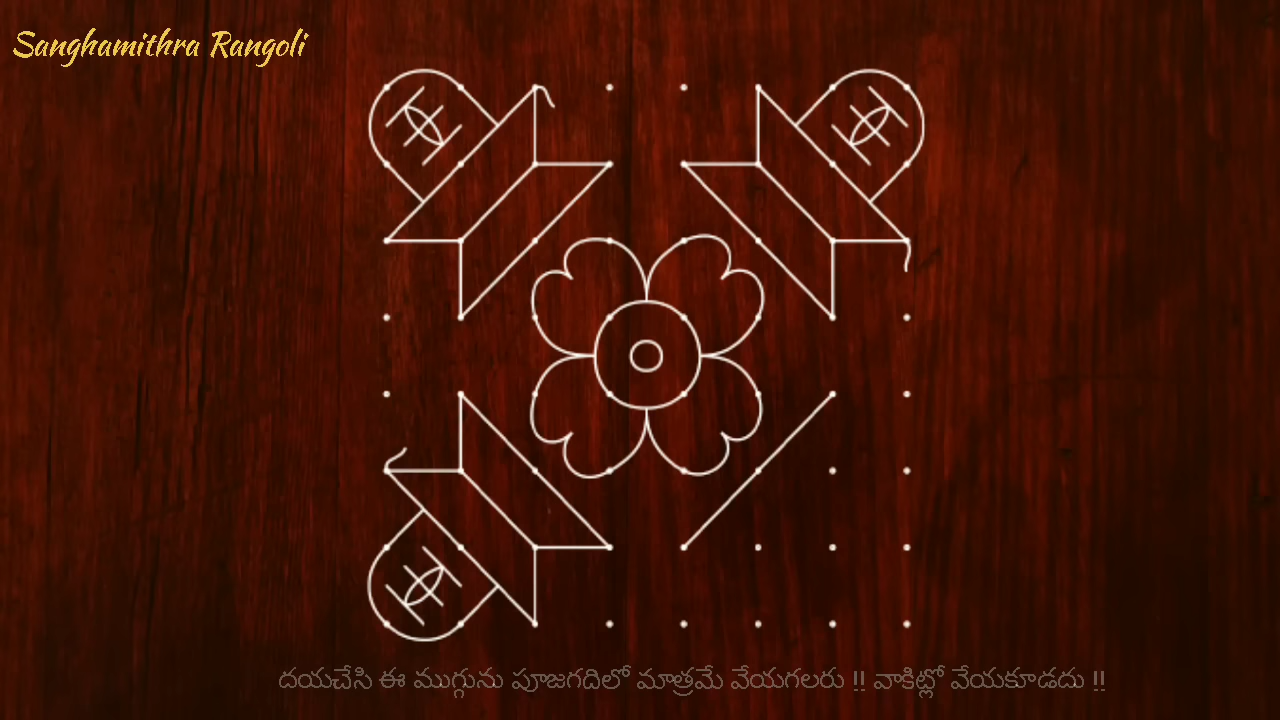 Sanghamithra Rangoli
దయచేసి ఈ ముగ్గును పూజగదిలో మాత్రమే వేయగలరు !! వాకిట్లో వేయకూడదు !!